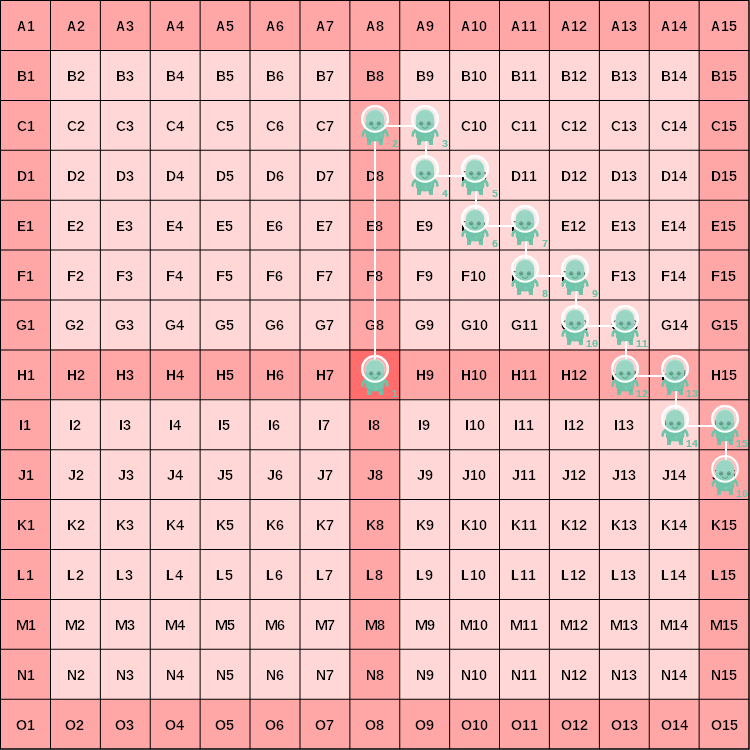 A1 A2 A3 A4 A5 A6 A7 A8 A9 A10 A11 A12 A13 A14 A15
B1 B2 B3 B4 B5 B6 B7 B8 B9 B10 B11 B12 B13 B14 B15
C1 C2 C3 C4 C5 C6 C7 2 3 C10 C11 C12 C13 C14 C15
D1 D2 D3 D4 D5 D6 D7 D8 4 5 D11 D12 D13 D14 D15
E1 E2 E3 E4 E5 E6 E7 E8 E9 6 7 E12 E13 E14 E15
F1 F2 F3 F4 F5 F6 F7 F8 F9 F10 8 9 F13 F14 F15
G1 G2 G3 G4 G5 G6 G7 G8 G9 G10 G11 10 11 G14 G15
H1 H2 H3 H4 H5 H6 H7 1 H9 H10 H11 H12 12 13 H15
I1 I2 I3 I4 I5 I6 I7 I8 I9 I10 I11 I12 I13 14 15
J1 J2 J3 J4 J5 J6 J7 J8 J9 J10 J11 J12 J13 J14 16
K1 K2 K3 K4 K5 K6 K7 K8 K9 K10 K11 K12 K13 K14 K15
L1 L2 L3 L4 L5 L6 L7 L8 L9 L10 L11 L12 L13 L14 L15
M1 M2 M3 M4 M5 M6 M7 M8 M9 M10 M11 M12 M13 M14 M15
N1 N2 N3 N4 N5 N6 N7 N8 N9 N10 N11 N12 N13 N14 N15
O1 O2 O3 O4 O5 O6 O7 O8 O9 O10 O11 O12 O13 O14 O15